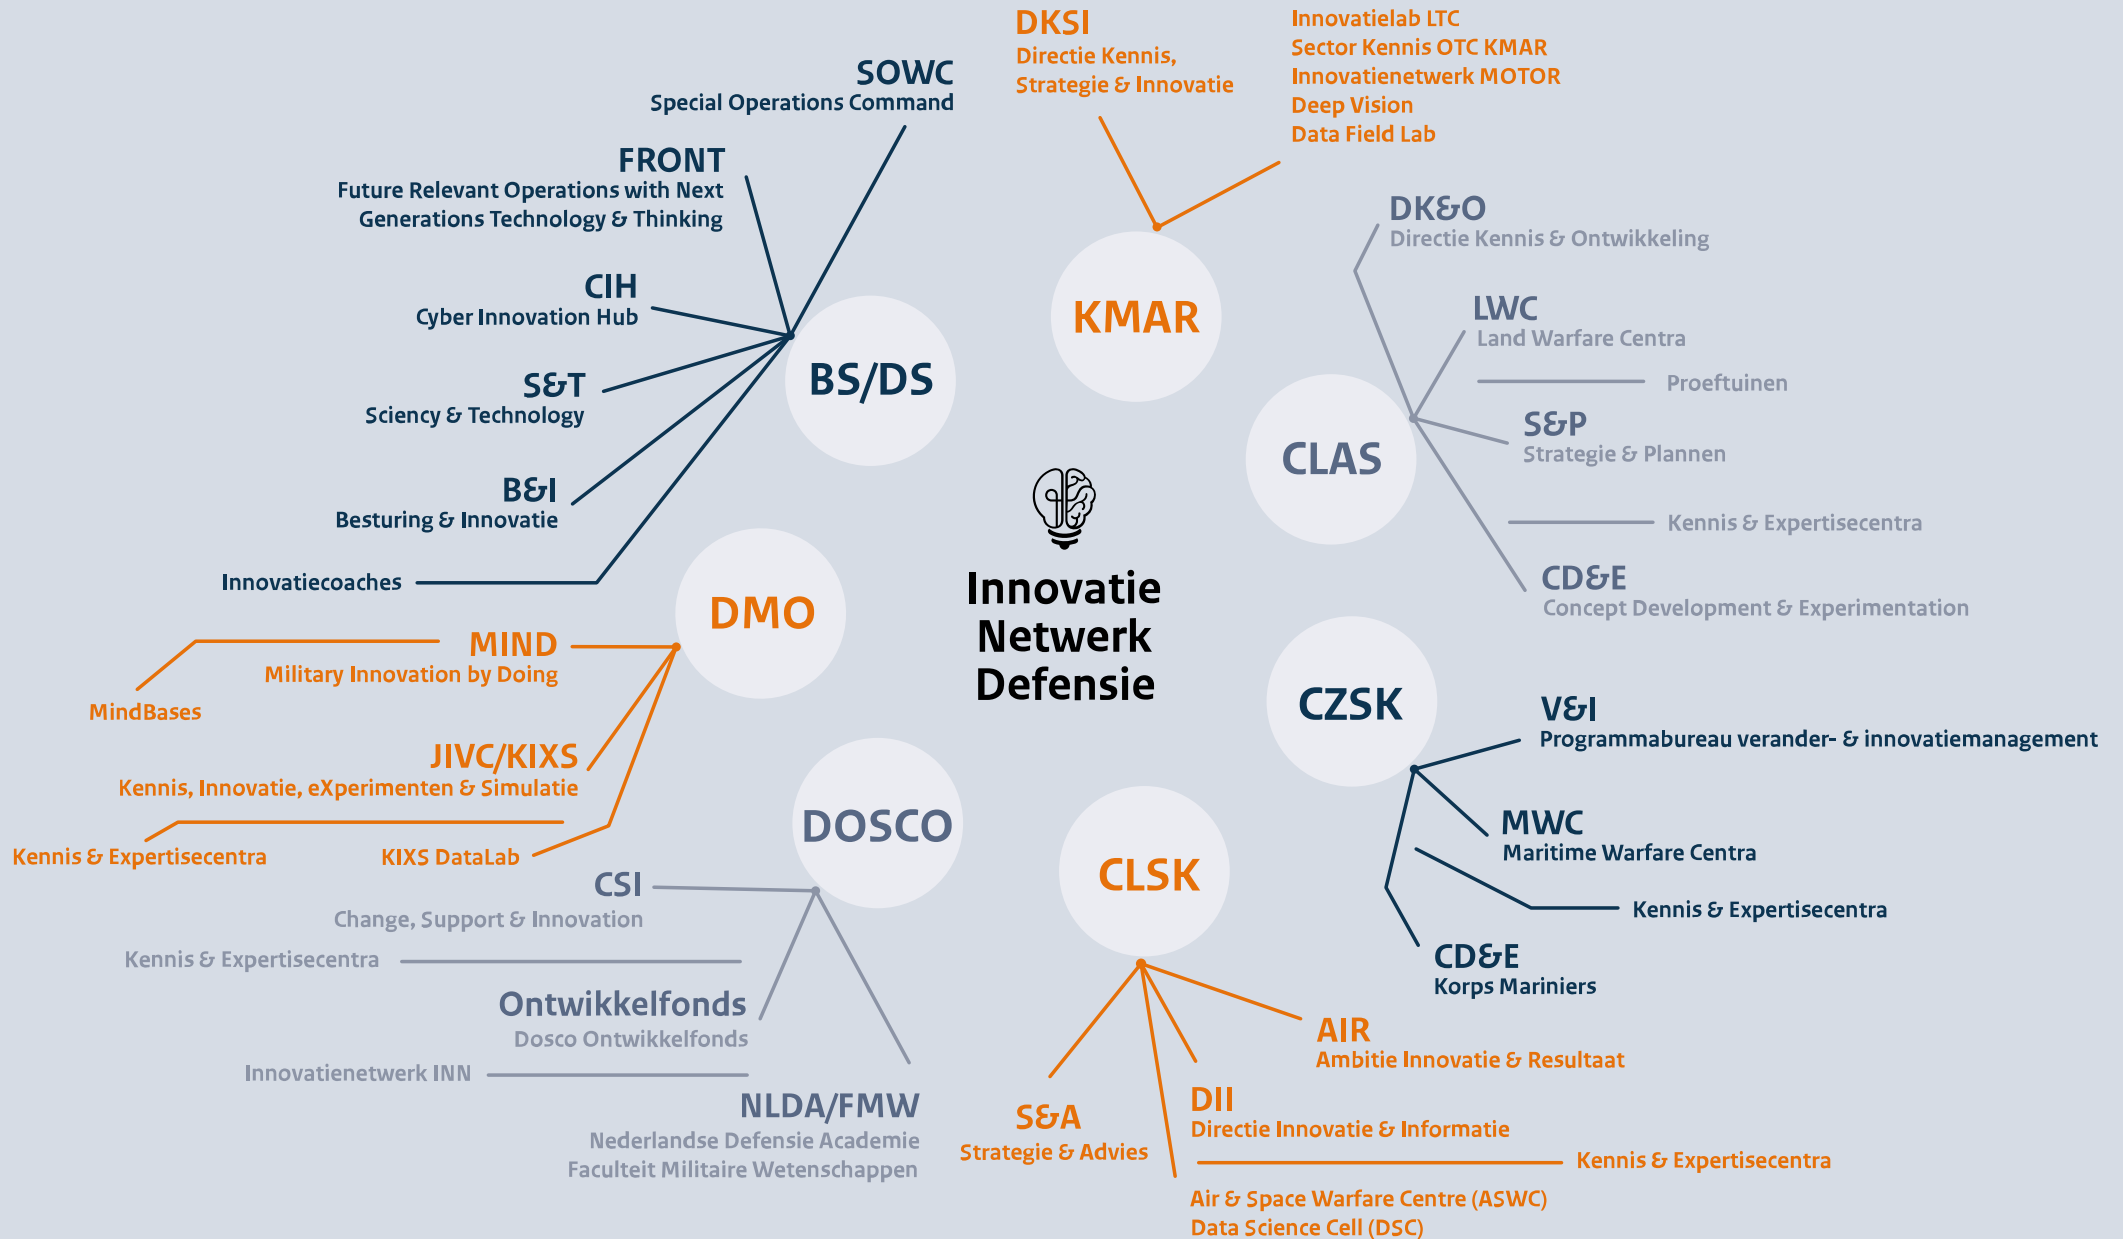 SOWC
Special Operations Command
FRONT
Future Relevant Operations with Next
Generations Technology & Thinking
CIH
Cyber Innovation Hub
S&T
Sciency & Technology
B&I
Besturing & Innovatie
Innovatiecoaches
BS/DS
DKSI
Directie Kennis,
Strategie & Innovatie
Innovatielab LTC
Sector Kennis OTC KMAR
Innovatienetwerk MOTOR
Deep Vision
Data Field Lab
KMAR
DK&O
Directie Kennis & Ontwikkeling
LWC
Land Warfare Centra
Proeftuinen
S&P
Strategie & Plannen
Kennis & Expertisecentra
CD&E
Concept Development & Experimentation
CLAS
Innovatie
Netwerk
Defensie
DMO
MIND
Military Innovation by Doing
MindBases
JIVC/KIXS
Kennis, Innovatie, eXperimenten & Simulatie
Kennis & Expertisecentra
KIXS DataLab
CZSK
V&I
Programmabureau verander- & innovatiemanagement
MWC
Maritime Warfare Centra
Kennis & Expertisecentra
CD&E
Korps Mariniers
DOSCO
CSI
Change, Support & Innovation
Kennis & Expertisecentra
Ontwikkelfonds
Dosco Ontwikkelfonds
Innovatienetwerk INN
NLDA/FMW
Nederlandse Defensie Academie
Faculteit Militaire Wetenschappen
CLSK
AIR
Ambitie Innovatie & Resultaat
S&A
Strategie & Advies
DII
Directie Innovatie & Informatie
Kennis & Expertisecentra
Air & Space Warfare Centre (ASWC)
Data Science Cell (DSC)